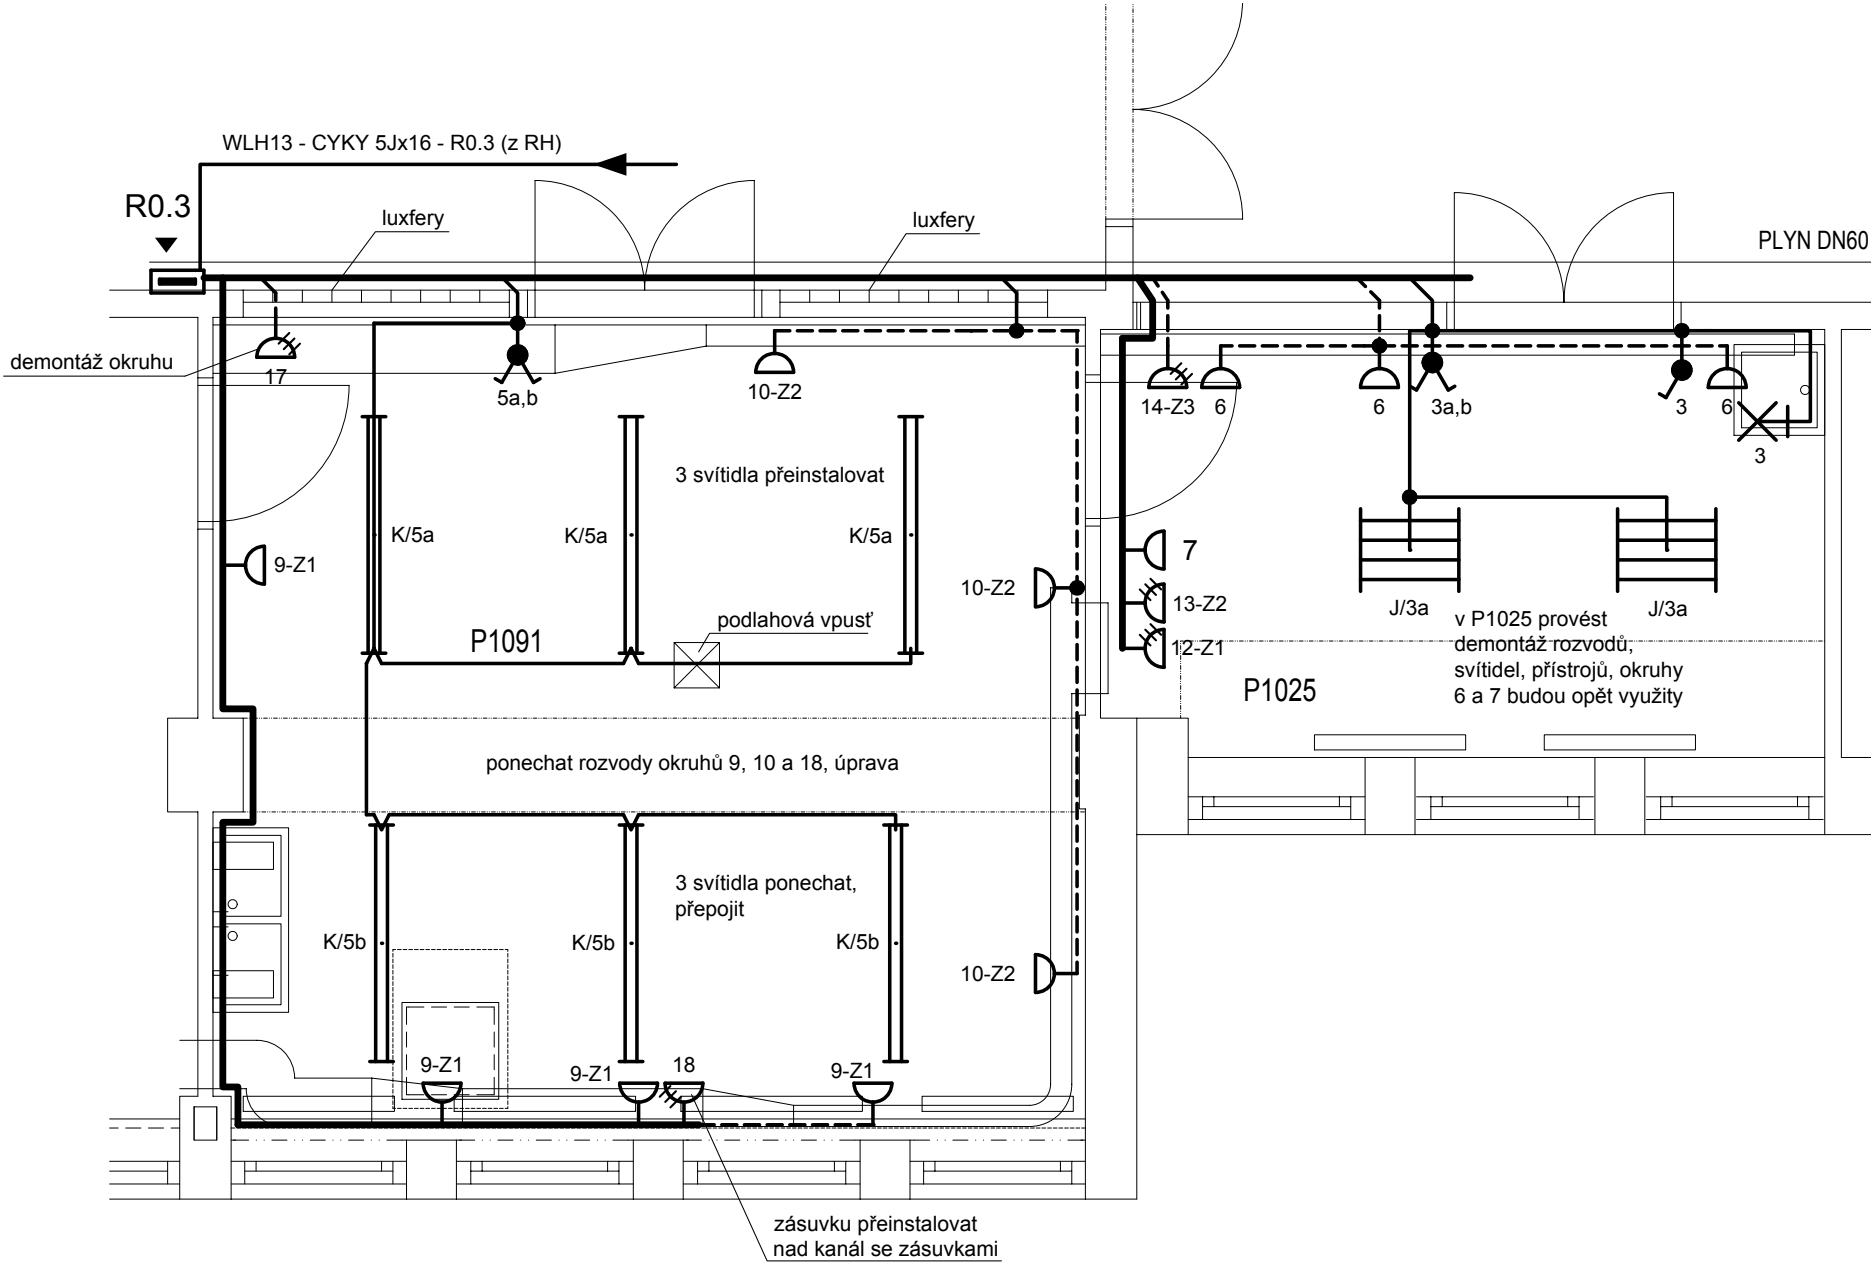 WLH13 - CYKY 5Jx16 - R0.3 (z RH)
R0.3
luxfery
luxfery
PLYN DN60
demontáž okruhu
17
5a,b
10-Z2
14-Z3
6
6
3a,b
3
6
3
3 svítidla přeinstalovat
K/5a
K/5a
K/5a
9-Z1
7
10-Z2
13-Z2
J/3a
J/3a
podlahová vpusť
P1091
12-Z1
v P1025 provést
demontáž rozvodů,
svítidel, přístrojů, okruhy
6 a 7 budou opět využity
P1025
ponechat rozvody okruhů 9, 10 a 18, úprava
3 svítidla ponechat,
přepojit
K/5b
K/5b
K/5b
10-Z2
9-Z1
9-Z1
18
9-Z1
zásuvku přeinstalovat
nad kanál se zásuvkami